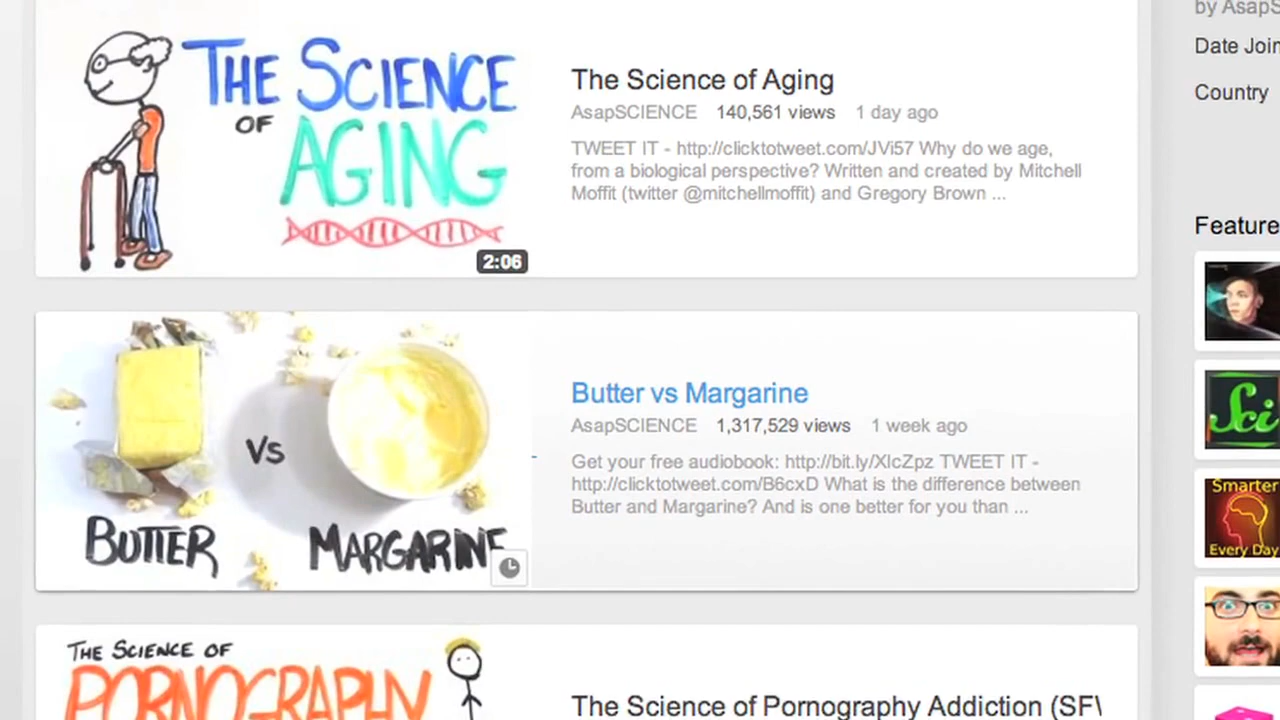 by AsapS
Date Join
Country
THE SCIENCE
OF
AGING
2:06
The Science of Aging
AsapSCIENCE 140,561 views 1 day ago
TWEET IT - http://clicktotweet.com/JVi57 Why do we age,
from a biological perspective? Written and created by Mitchell
Moffit (twitter @mitchellmoffit) and Gregory Brown ...
Feature
BUTTER
Vs
MARGARINE
Butter vs Margarine
AsapSCIENCE 1,317,529 views 1 week ago
Get your free audiobook: http://bit.ly/XlcZpz TWEET IT -
http://clicktotweet.com/B6cxD What is the difference between
Butter and Margarine? And is one better for you than ...
Sci
Smarter
Every Day
THE SCIENCE OF
PORNOGRAPHY
The Science of Pornography Addiction (SF\